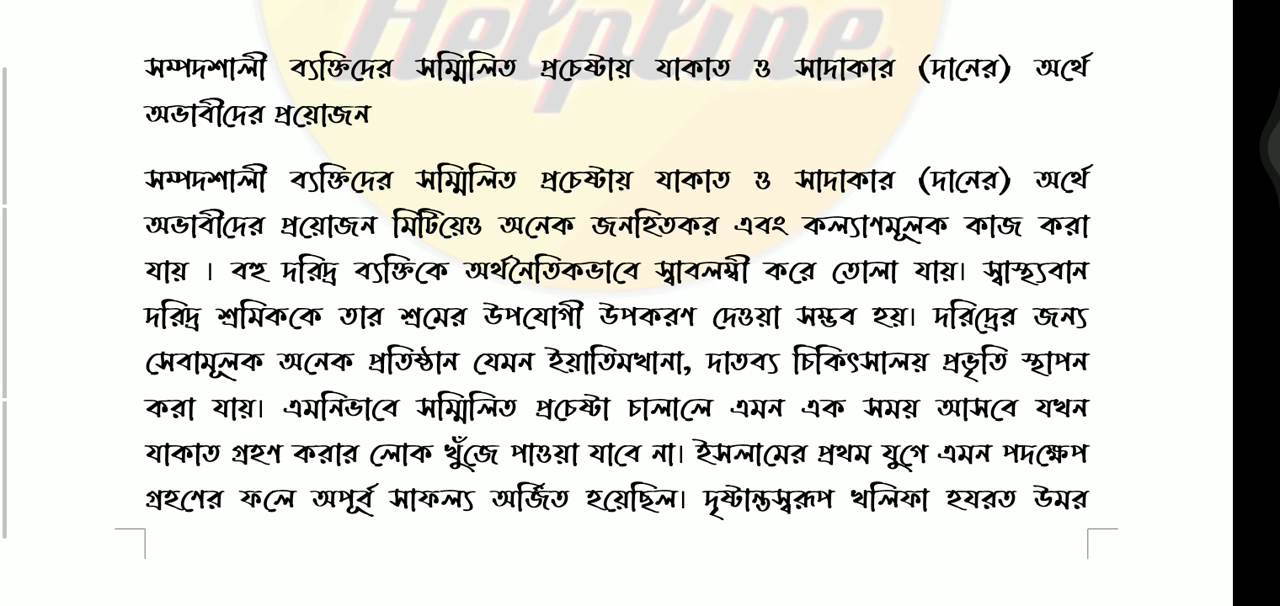 Helpline
সম্পদশালী ব্যক্তিদের সম্মিলিত প্রচেষ্টায় যাকাত ও সাদাকার (দানের) অর্থে
অভাবীদের প্রয়োজন
সম্পদশালী ব্যক্তিদের সম্মিলিত প্রচেষ্টায় যাকাত ও সাদাকার (দানের) অর্থে
অভাবীদের প্রয়োজন মিটিয়েও অনেক জনহিতকর এবং কল্যাণমূলক কাজ করা
যায় । বহু দরিদ্র ব্যক্তিকে অর্থনৈতিকভাবে স্বাবলম্বী করে তোলা যায়। স্বাস্থ্যবান
দরিদ্র শ্রমিককে তার শ্রমের উপযোগী উপকরণ দেওয়া সম্ভব হয়। দরিদ্রের জন্য
সেবামূলক অনেক প্রতিষ্ঠান যেমন ইয়াতিমখানা, দাতব্য চিকিৎসালয় প্রভৃতি স্থাপন
করা যায়। এমনিভাবে সম্মিলিত প্রচেষ্টা চালালে এমন এক সময় আসবে যখন
যাকাত গ্রহণ করার লোক খুঁজে পাওয়া যাবে না। ইসলামের প্রথম যুগে এমন পদক্ষেপ
গ্রহণের ফলে অপূর্ব সাফল্য অর্জিত হয়েছিল। দৃষ্টান্তস্বরূপ খলিফা হযরত উমর